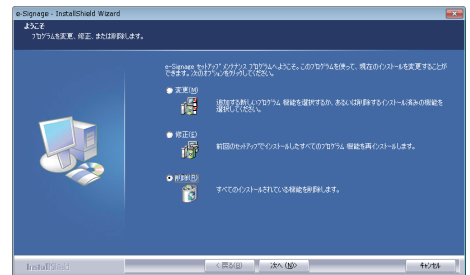 e-Signage - InstallShield Wizard
ようこそ
プログラムを変更、修正、または削除します。
e-Signage セットアップ メンテナンス プログラムへようこそ。このプログラムを使って、現在のインストールを変更することが
できます。次のオプションをクリックしてください。
変更(M)
追加する新しいプログラム 機能を選択するか、あるいは削除するインストール済みの機能を
選択してください。
修正(E)
前回のセットアップでインストールしたすべてのプログラム 機能を再インストールします。
削除(R)
すべてのインストールされている機能を削除します。
InstallShield
< 戻る(B)
次へ (N)>
キャンセル